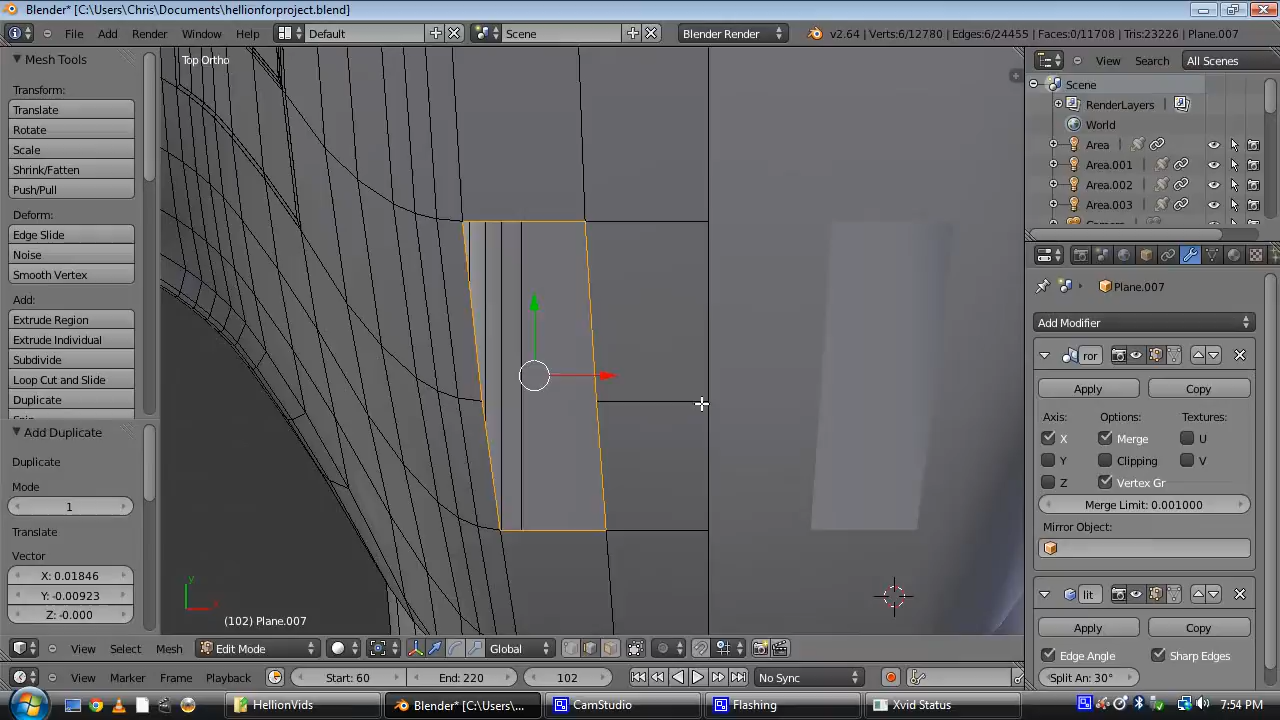 Blender* [C:\Users\Chris\Documents\hellionforproject.blend]
File Add Render Window Help Default Scene Blender Render v2.64 | Verts:6/12780 | Edges:6/24455 | Faces:0/11708 | Tris:23226 | Plane.007
Mesh Tools
Transform:
Translate
Rotate
Scale
Shrink/Fatten
Push/Pull
Deform:
Edge Slide
Noise
Smooth Vertex
Add:
Extrude Region
Extrude Individual
Subdivide
Loop Cut and Slide
Duplicate
Add Duplicate
Duplicate
Mode
1
Translate
Vector
X: 0.01846
Y: -0.00923
Z: -0.000
Top Ortho
y
x
(102) Plane.007
View Search All Scenes
Scene
RenderLayers
World
Area
Area.001
Area.002
Area.003
Plane.007
Add Modifier
ror
Apply Copy
Axis: Options: Textures:
X Merge U
Y Clipping V
Z Vertex Gr
Merge Limit: 0.001000
Mirror Object:
lit
Apply Copy
Edge Angle Sharp Edges
Split An: 30°
View Select Mesh Edit Mode Global
View Marker Frame Playback Start: 60 End: 220 102 No Sync
HellionVids Blender* [C:\Users\C... CamStudio Flashing Xvid Status 7:54 PM